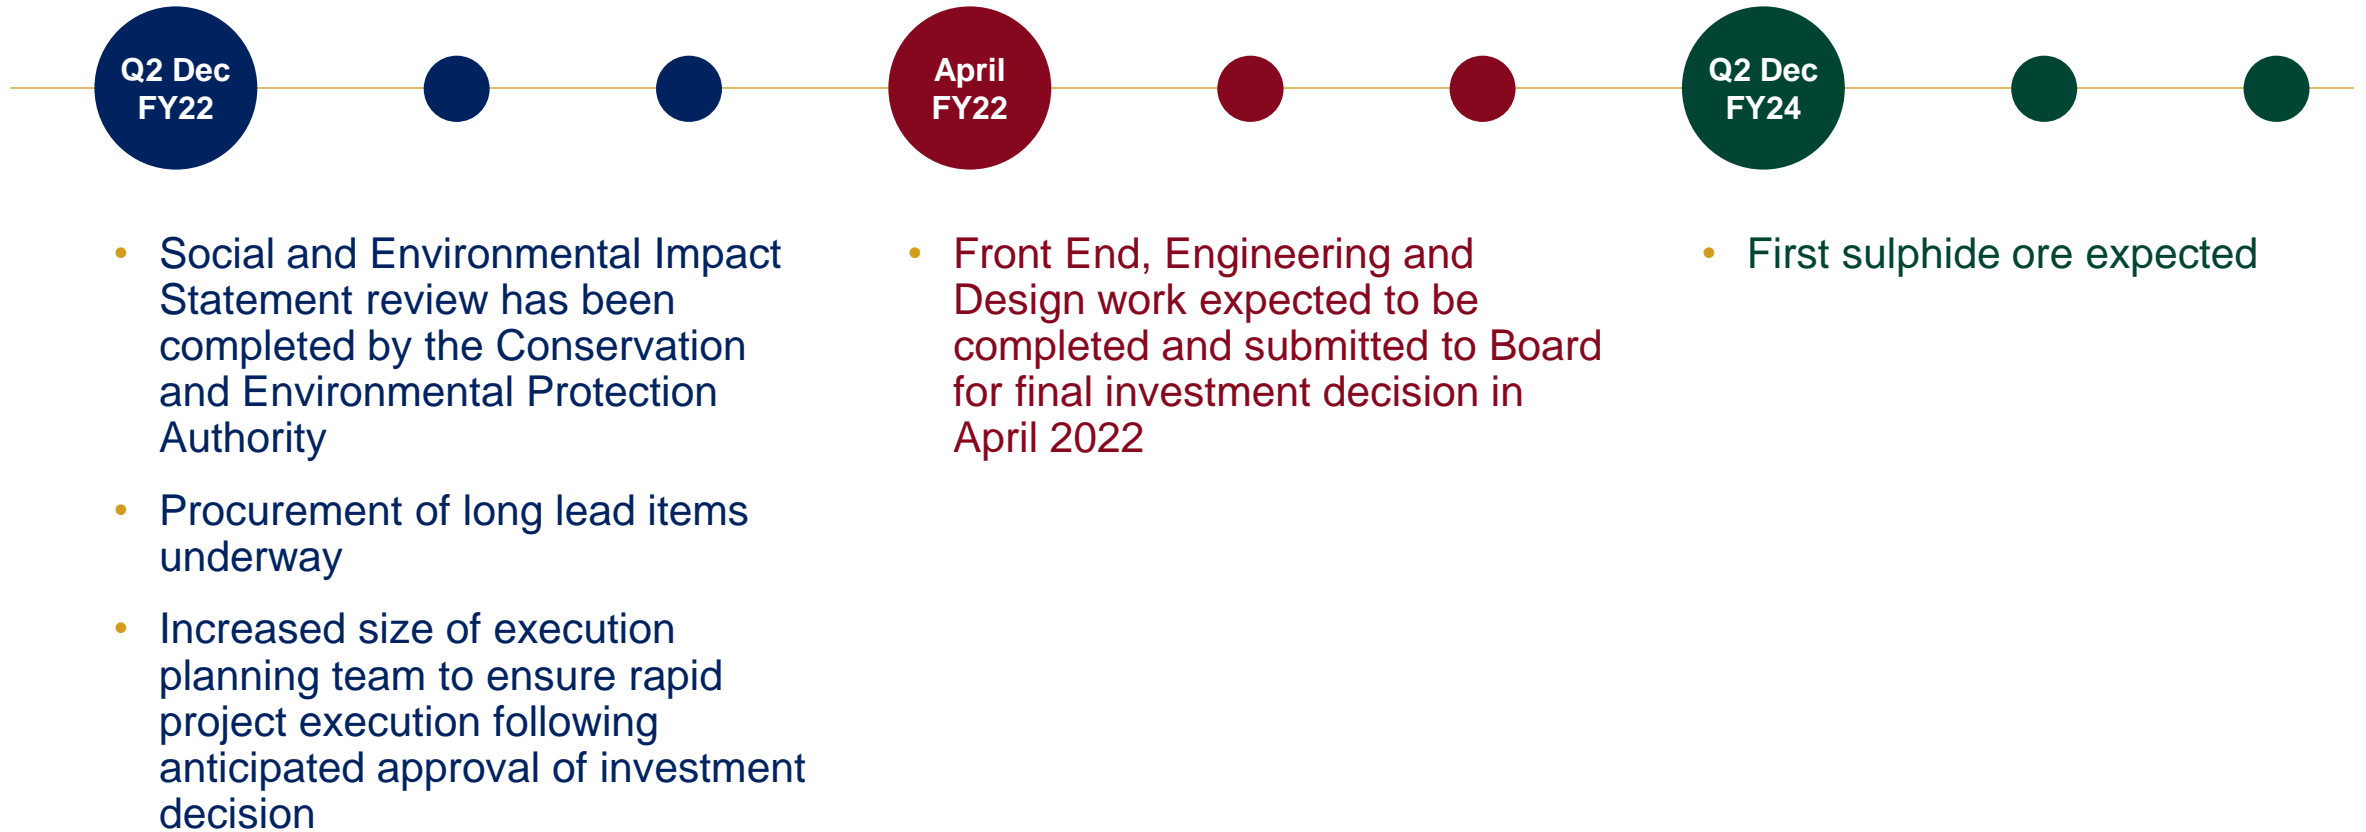 Q2 Dec
FY22
April
FY22
Q2 Dec
FY24
• Social and Environmental Impact
Statement review has been
completed by the Conservation
and Environmental Protection
Authority
• Procurement of long lead items
underway
• Increased size of execution
planning team to ensure rapid
project execution following
anticipated approval of investment
decision
• Front End, Engineering and
Design work expected to be
completed and submitted to Board
for final investment decision in
April 2022
• First sulphide ore expected